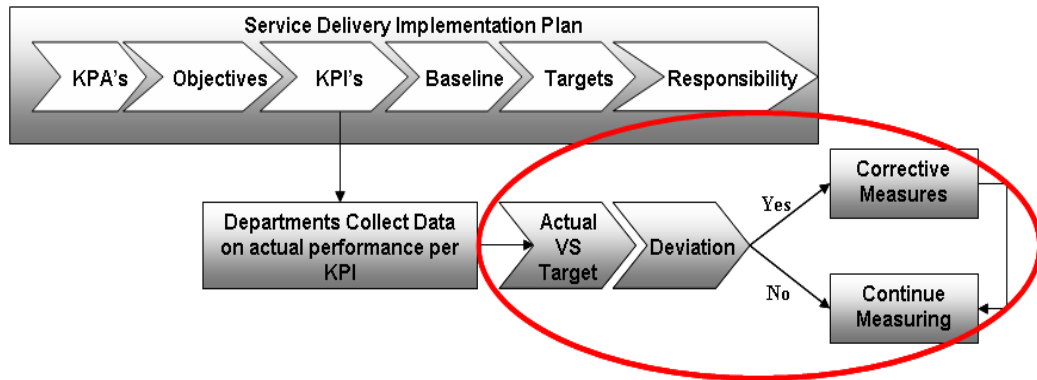 Service Delivery Implementation Plan
KPA's
Objectives
KPI's
Baseline
Targets
Responsibility
Departments Collect Data
on actual performance per
KPI
Actual
VS
Target
Deviation
Yes
No
Corrective
Measures
Continue
Measuring